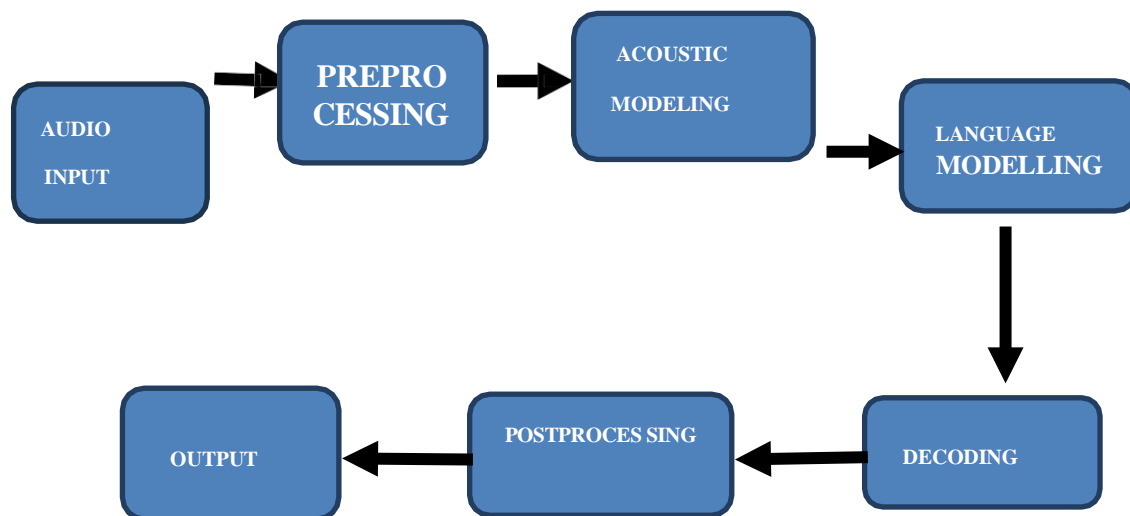 AUDIO
INPUT
PREPRO
CESSING
ACOUSTIC
MODELING
LANGUAGE
MODELLING
DECODING
POSTPROCES SING
OUTPUT